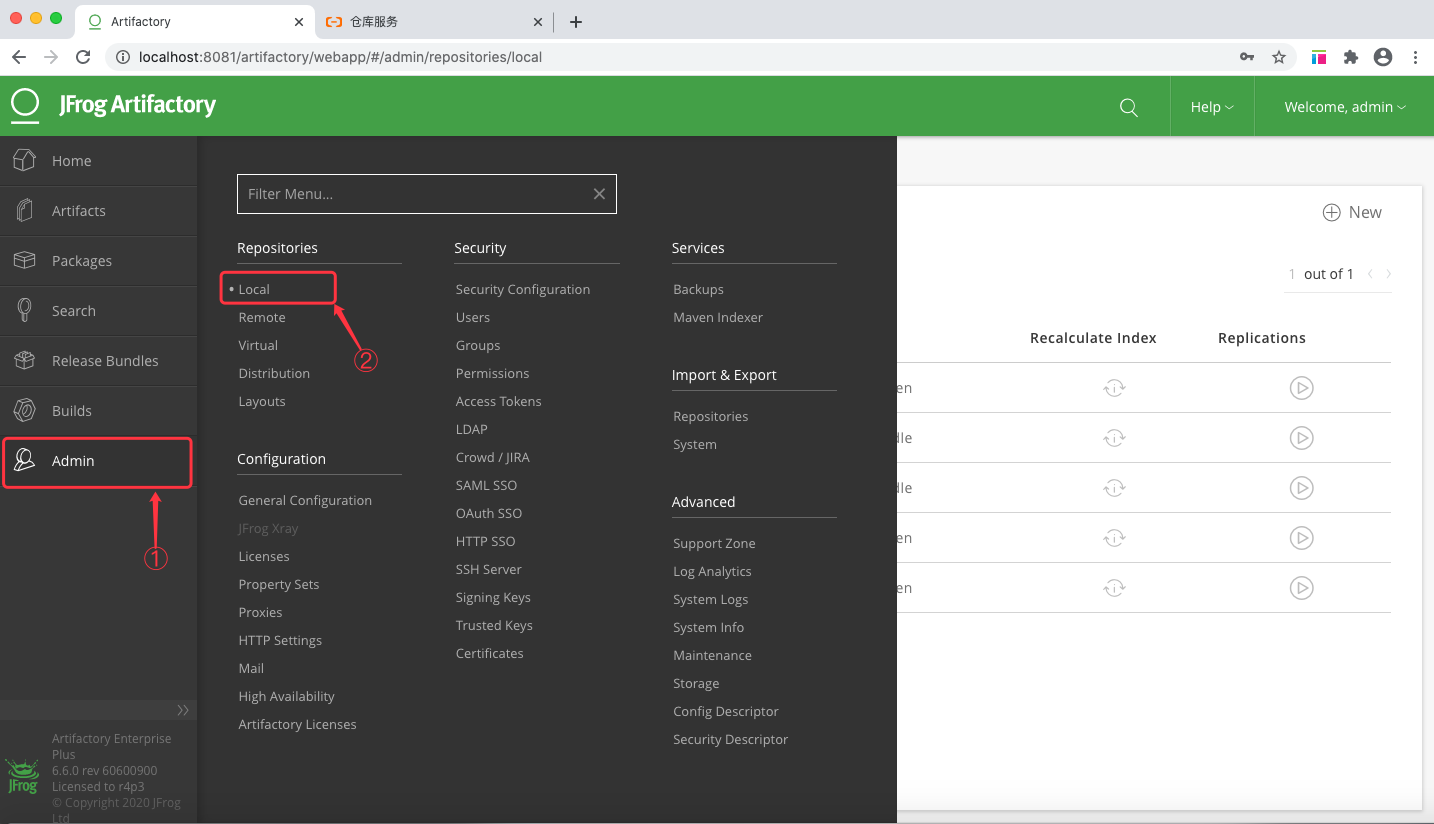 Artifactory
仓库服务
localhost:8081/artifactory/webapp/#/admin/repositories/local
JFrog Artifactory
Help
Welcome, admin
Home
Artifacts
Packages
Search
Release Bundles
Builds
Admin
①
Artifactory Enterprise
Plus
6.6.0 rev 60600900
Licensed to r4p3
© Copyright 2020 JFrog
Ltd
JFrog
Filter Menu...
Repositories
Local
Remote
Virtual
Distribution
Layouts
②
Configuration
General Configuration
JFrog Xray
Licenses
Property Sets
Proxies
HTTP Settings
Mail
High Availability
Artifactory Licenses
Security
Security Configuration
Users
Groups
Permissions
Access Tokens
LDAP
Crowd / JIRA
SAML SSO
OAuth SSO
HTTP SSO
SSH Server
Signing Keys
Trusted Keys
Certificates
Services
Backups
Maven Indexer
Import & Export
Repositories
System
Advanced
Support Zone
Log Analytics
System Logs
System Info
Maintenance
Storage
Config Descriptor
Security Descriptor
New
1 out of 1
Recalculate Index Replications
en
dle
dle
en
en